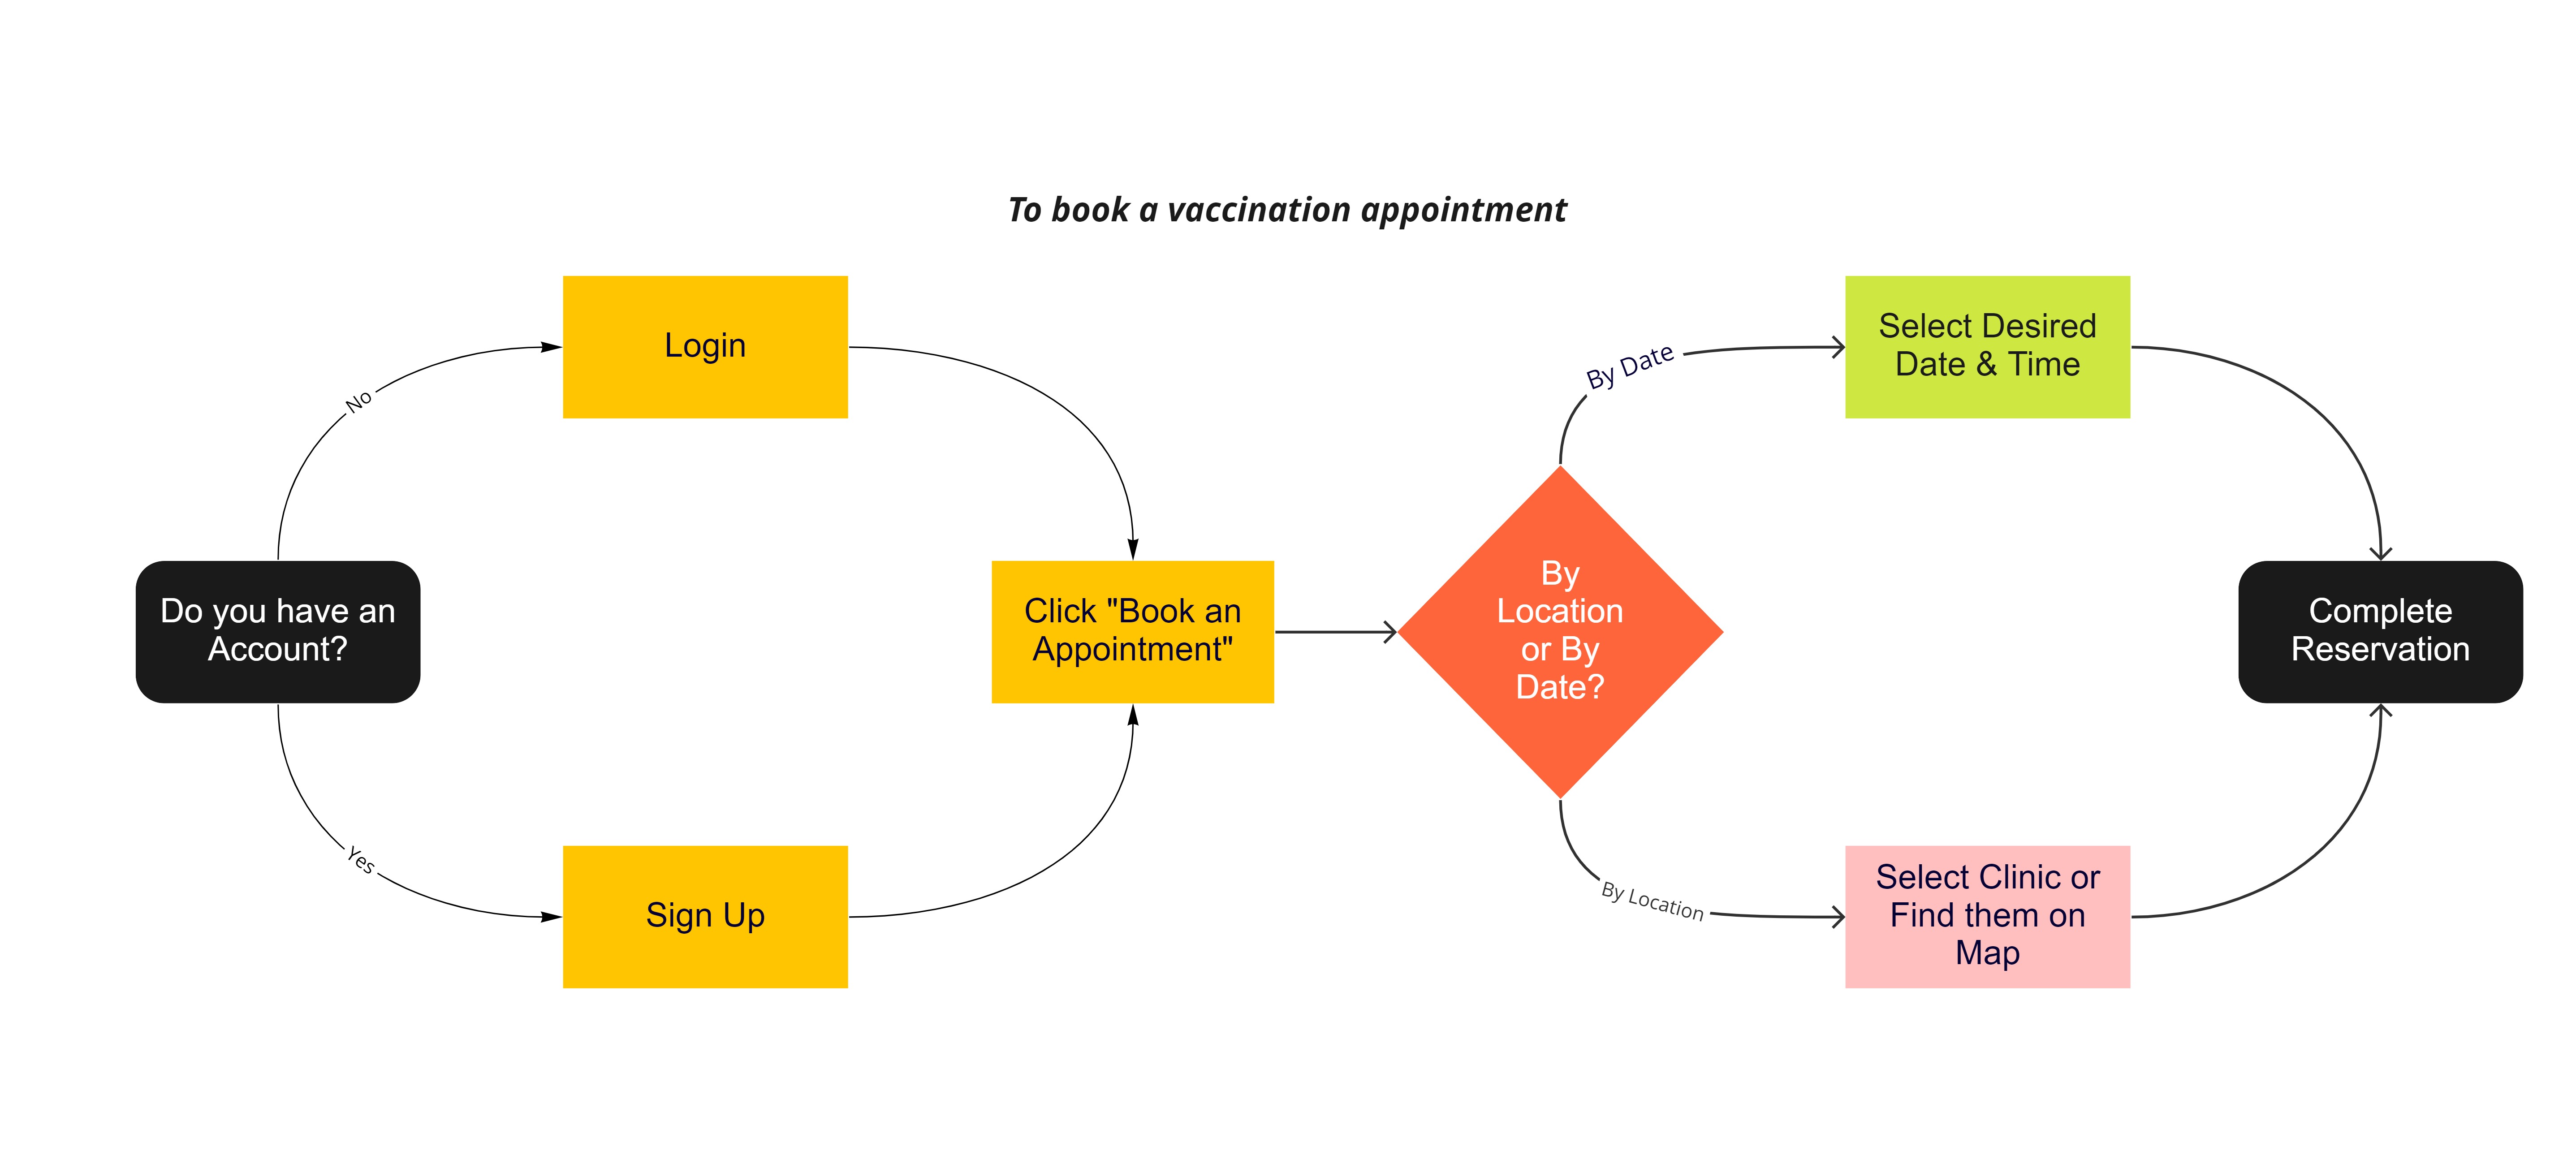 To book a vaccination appointment
Do you have an
Account?
No
Yes
Login
Sign Up
Click "Book an
Appointment"
By
Location
or By
Date?
By Date
By Location
Select Desired
Date & Time
Select Clinic or
Find them on
Map
Complete
Reservation